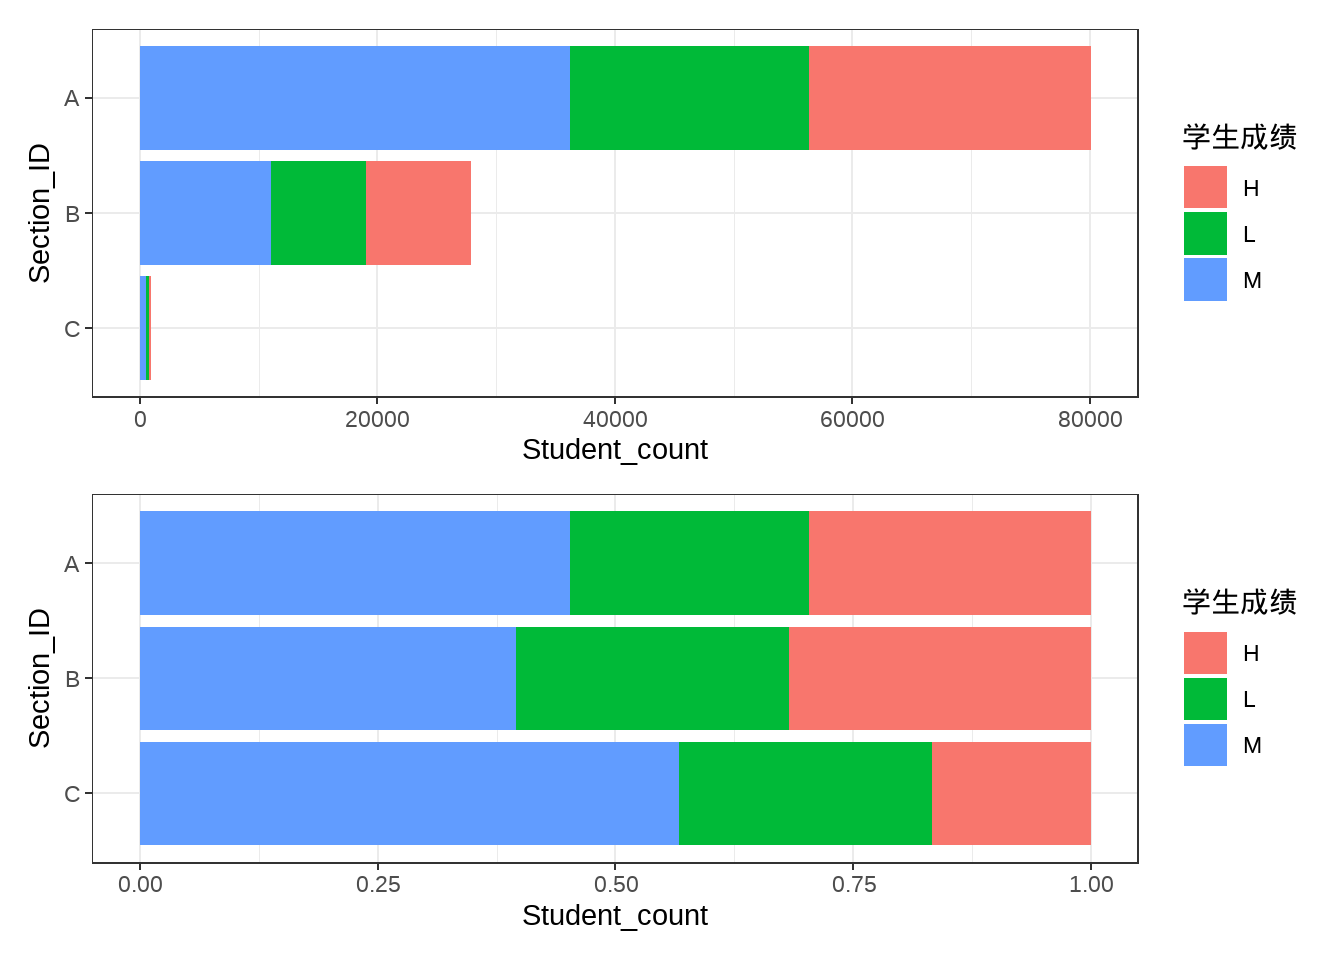 Section_ID
A
B
C
0 20000 40000 60000 80000
Student_count
学生成绩
H
L
M
Section_ID
A
B
C
0.00 0.25 0.50 0.75 1.00
Student_count
学生成绩
H
L
M